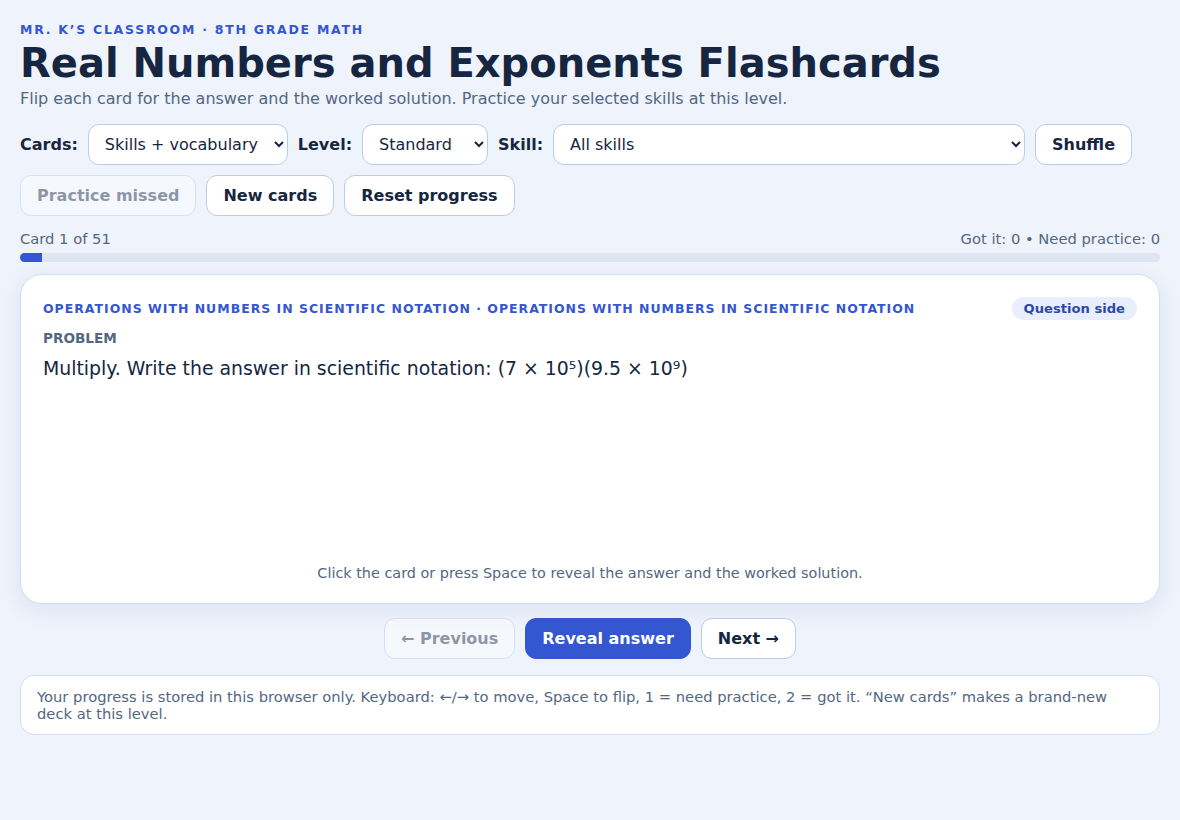 MR. K’S CLASSROOM · 8TH GRADE MATH
Real Numbers and Exponents Flashcards
Flip each card for the answer and the worked solution. Practice your selected skills at this level.
Cards: Skills + vocabulary Level: Standard Skill: All skills Shuffle
Practice missed New cards Reset progress
Card 1 of 51 Got it: 0 • Need practice: 0
OPERATIONS WITH NUMBERS IN SCIENTIFIC NOTATION · OPERATIONS WITH NUMBERS IN SCIENTIFIC NOTATION Question side
PROBLEM
Multiply. Write the answer in scientific notation: (7 × 10⁵)(9.5 × 10⁹)
Click the card or press Space to reveal the answer and the worked solution.
← Previous Reveal answer Next →
Your progress is stored in this browser only. Keyboard: ←/→ to move, Space to flip, 1 = need practice, 2 = got it. “New cards” makes a brand-new
deck at this level.